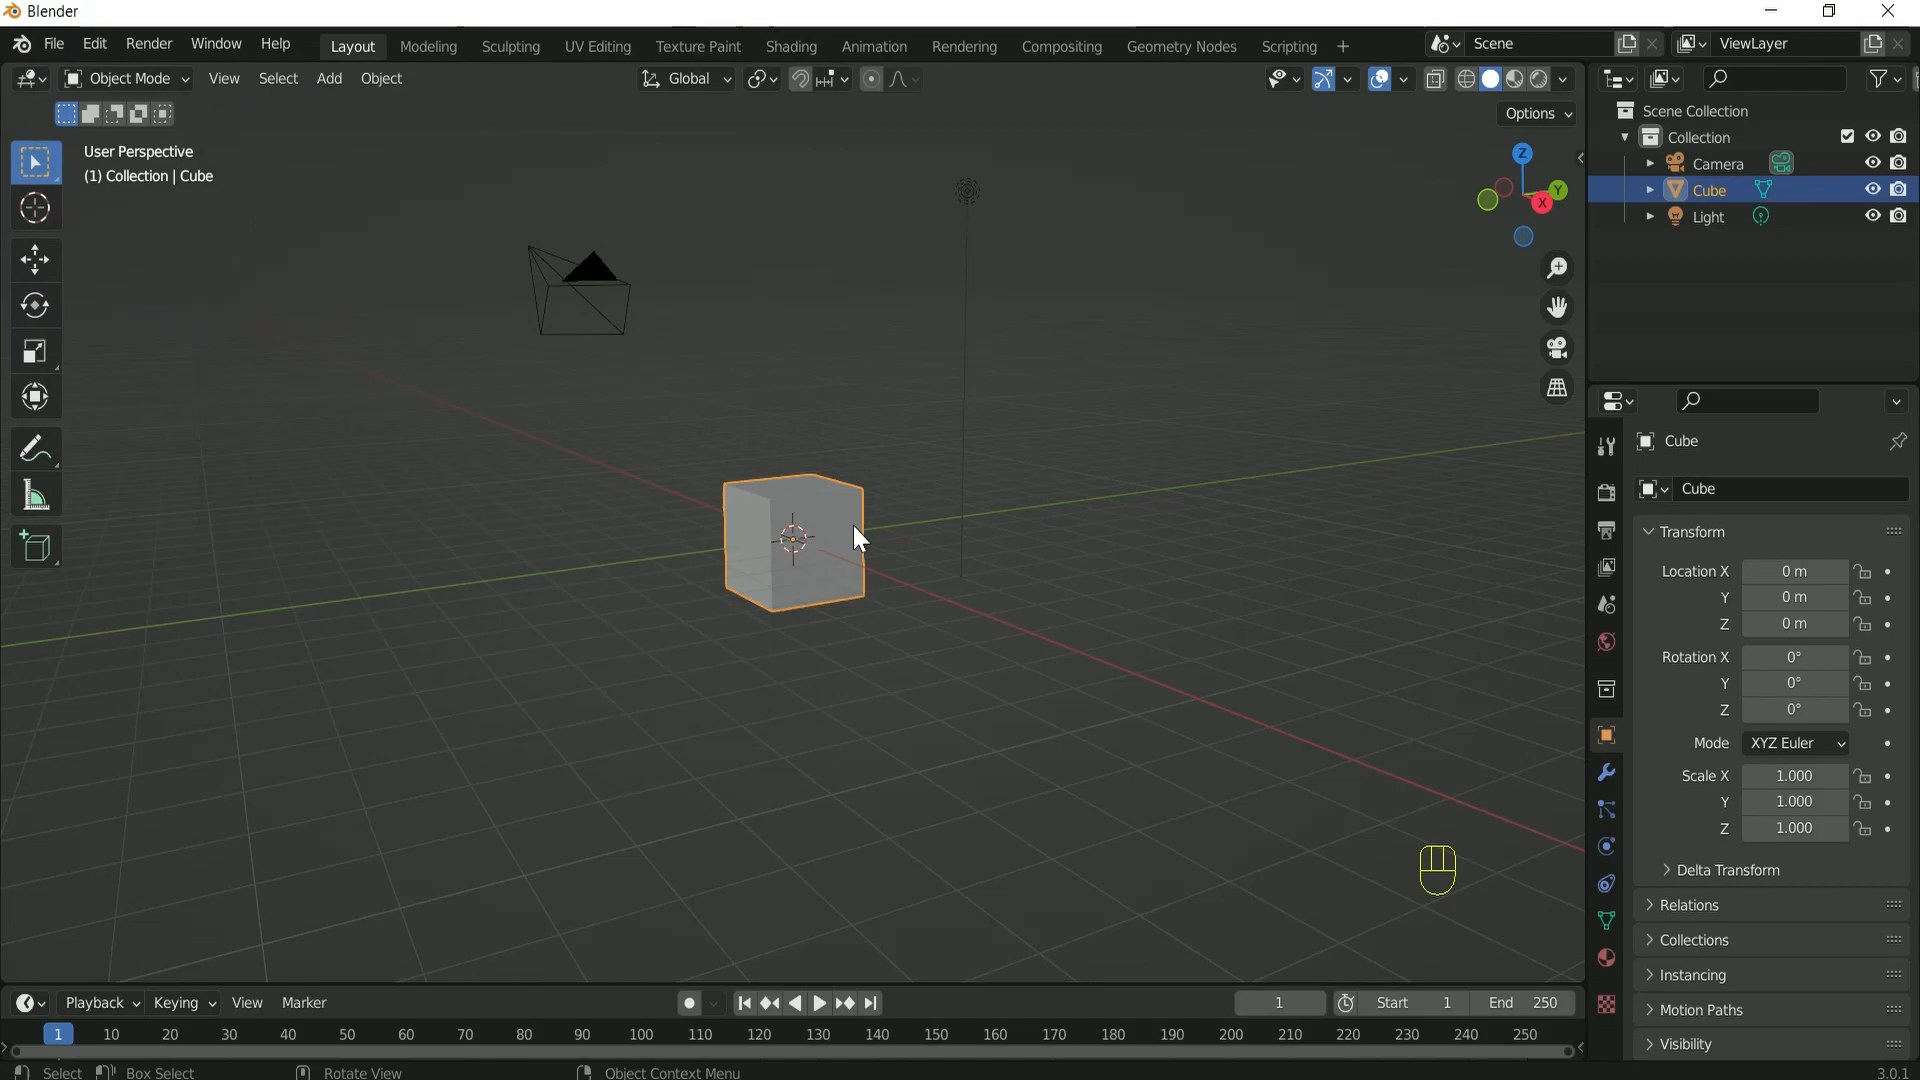 Blender
File Edit Render Window Help Layout Modeling Sculpting UV Editing Texture Paint Shading Animation Rendering Compositing Geometry Nodes Scripting + Scene ViewLayer
Object Mode View Select Add Object Global
Options
User Perspective
(1) Collection | Cube
Z
Y
X
Scene Collection
Collection
Camera
Cube
Light
Cube
Cube
Transform
Location X 0 m
Y 0 m
Z 0 m
Rotation X 0°
Y 0°
Z 0°
Mode XYZ Euler
Scale X 1.000
Y 1.000
Z 1.000
Delta Transform
Relations
Collections
Instancing
Motion Paths
Visibility
Playback Keying View Marker 1 Start 1 End 250
1 10 20 30 40 50 60 70 80 90 100 110 120 130 140 150 160 170 180 190 200 210 220 230 240 250
Select Box Select Rotate View Object Context Menu 3.0.1